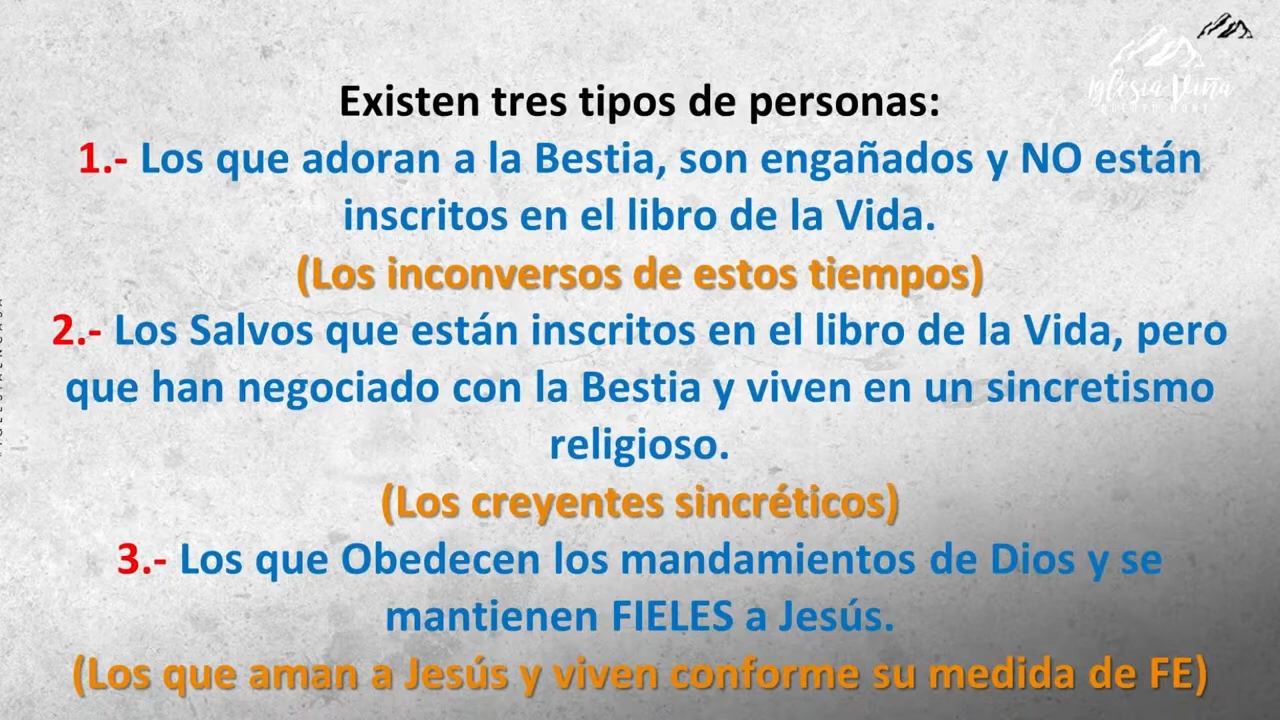 Iglesia Viña
Existen tres tipos de personas:
1.- Los que adoran a la Bestia, son engañados y NO están
inscritos en el libro de la Vida.
(Los inconversos de estos tiempos)
2.- Los Salvos que están inscritos en el libro de la Vida, pero
que han negociado con la Bestia y viven en un sincretismo
religioso.
(Los creyentes sincréticos)
3.- Los que Obedecen los mandamientos de Dios y se
mantienen FIELES a Jesús.
(Los que aman a Jesús y viven conforme su medida de FE)